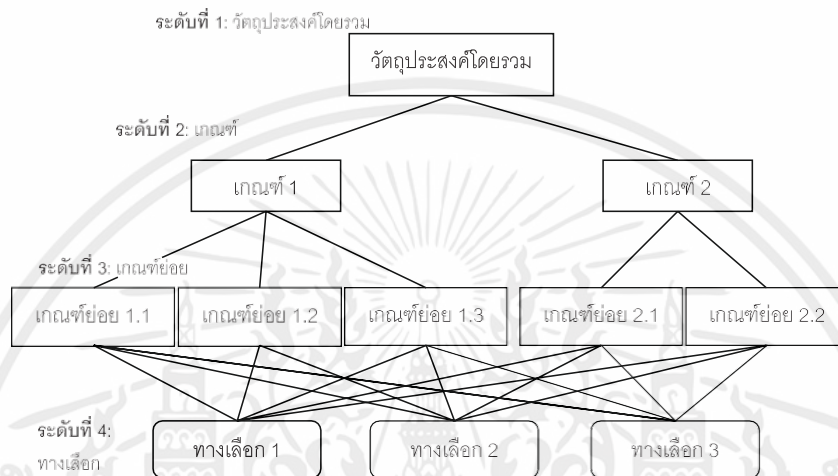 ระดับที่ 1: วัตถุประสงค์โดยรวม
วัตถุประสงค์โดยรวม
ระดับที่ 2: เกณฑ์
เกณฑ์ 1
เกณฑ์ 2
ระดับที่ 3: เกณฑ์ย่อย
เกณฑ์ย่อย 1.1
เกณฑ์ย่อย 1.2
เกณฑ์ย่อย 1.3
เกณฑ์ย่อย 2.1
เกณฑ์ย่อย 2.2
ระดับที่ 4:
ทางเลือก
ทางเลือก 1
ทางเลือก 2
ทางเลือก 3